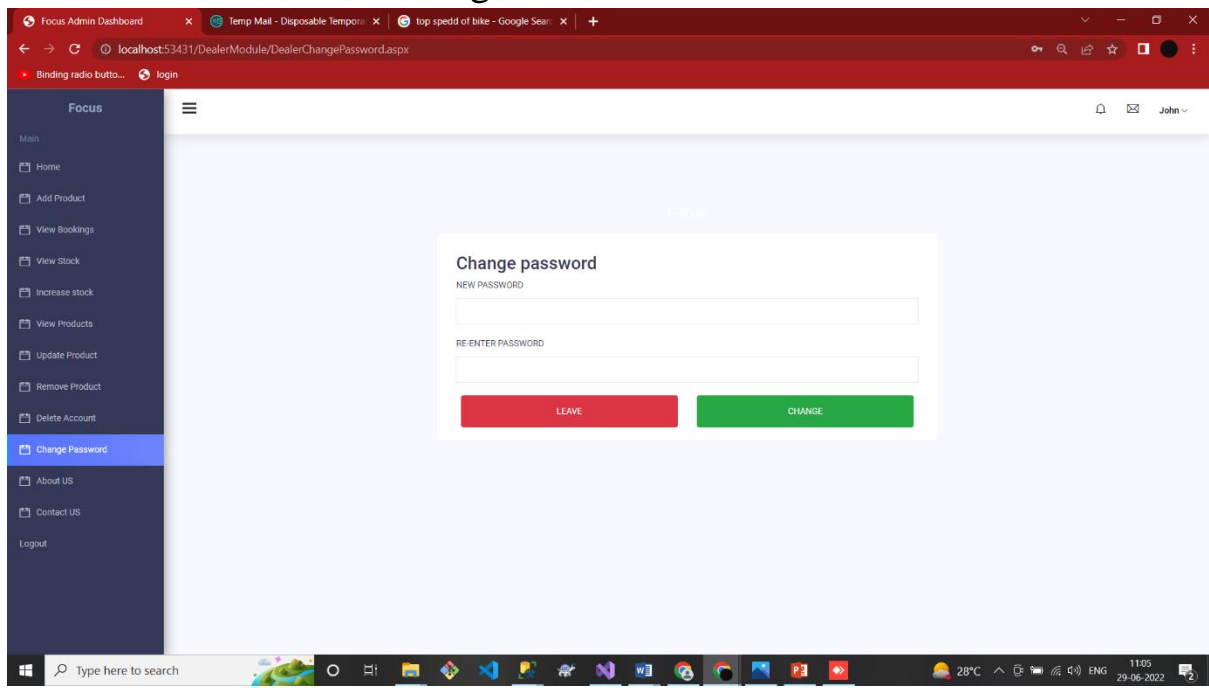 Focus Admin Dashboard
Temp Mail - Disposable Tempora
top spedd of bike - Google Searc
localhost:53431/DealerModule/DealerChangePassword.aspx
Binding radio butto...
login
Focus
John
Main
Home
Add Product
View Bookings
View Stock
Increase stock
View Products
Update Product
Remove Product
Delete Account
Change Password
About US
Contact US
Logout
Change password
NEW PASSWORD
RE-ENTER PASSWORD
LEAVE
CHANGE
Type here to search
28°C
ENG
11:05
29-06-2022
2